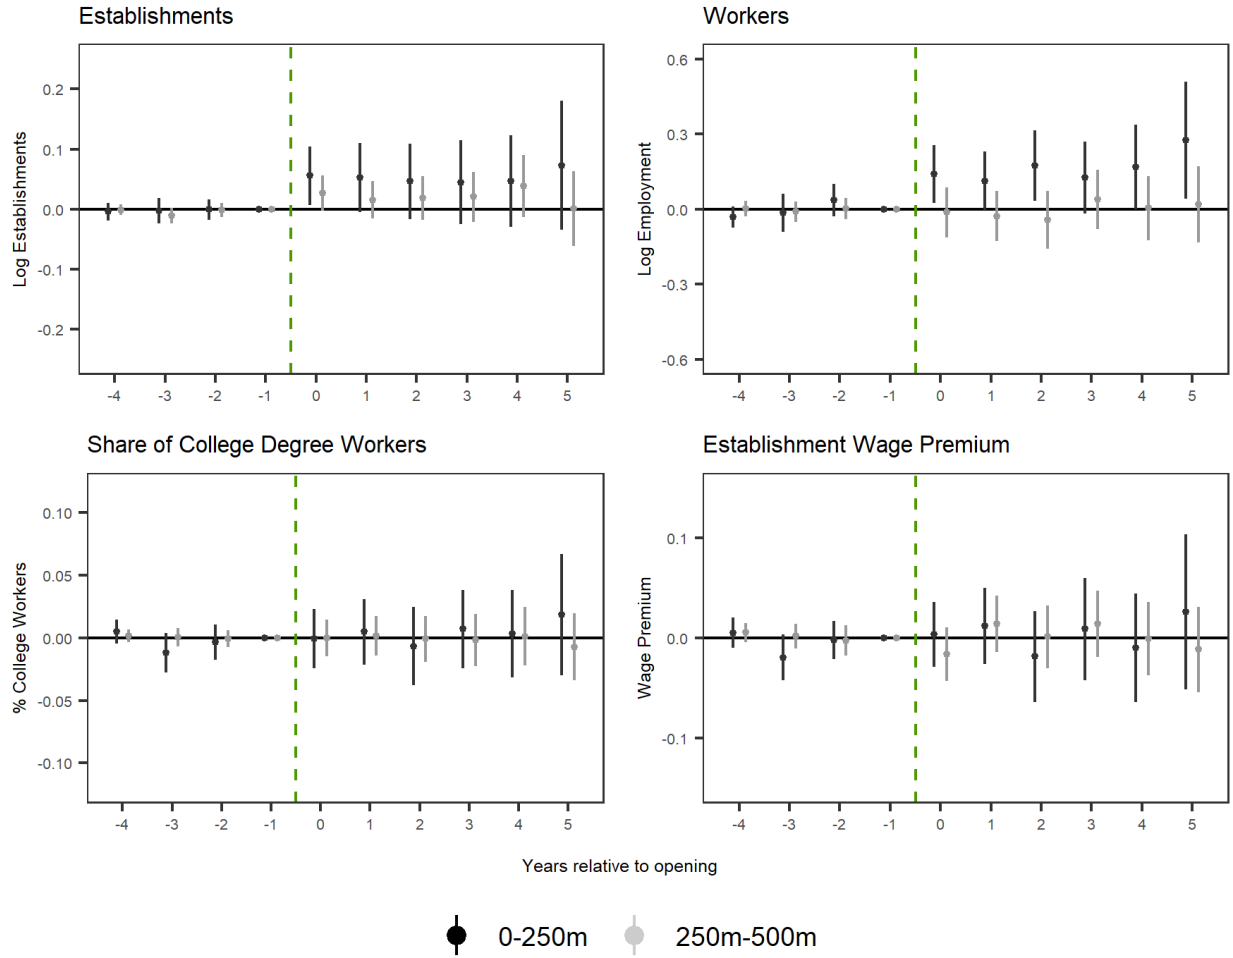 Establishments
Log Establishments
0.2
0.1
0.0
-0.1
-0.2
-4 -3 -2 -1 0 1 2 3 4 5
Workers
Log Employment
0.6
0.3
0.0
-0.3
-0.6
-4 -3 -2 -1 0 1 2 3 4 5
Share of College Degree Workers
% College Workers
0.10
0.05
0.00
-0.05
-0.10
-4 -3 -2 -1 0 1 2 3 4 5
Establishment Wage Premium
Wage Premium
0.1
0.0
-0.1
-4 -3 -2 -1 0 1 2 3 4 5
Years relative to opening
0-250m 250m-500m